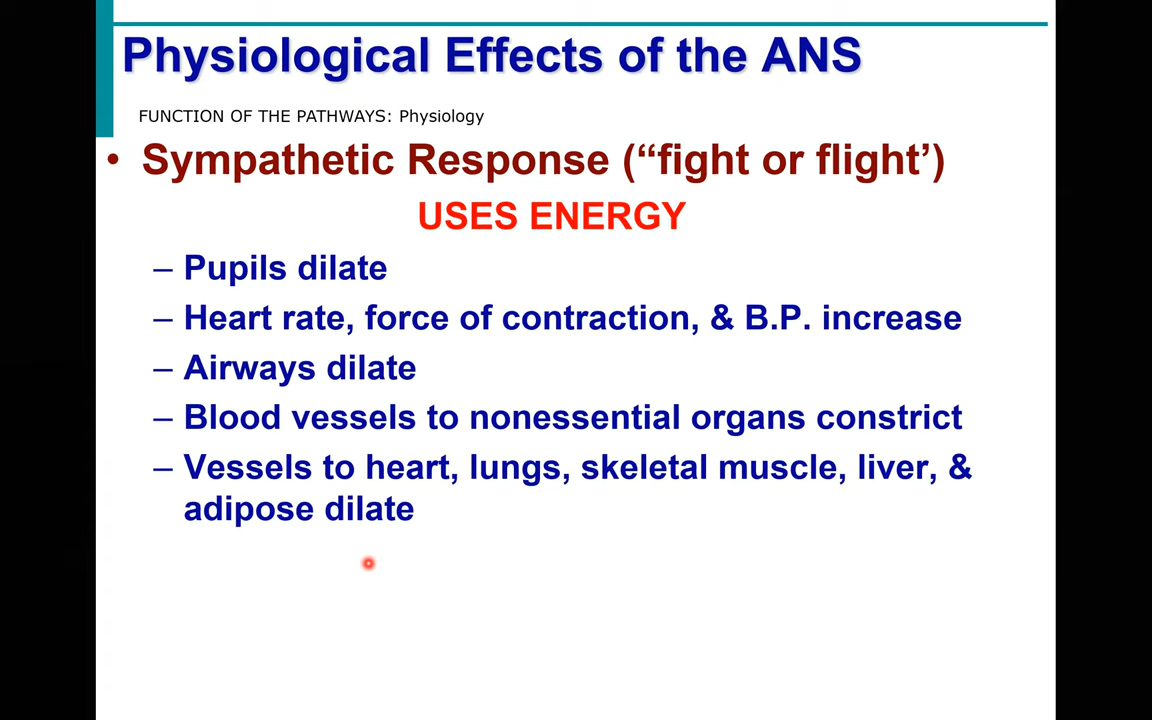 Physiological Effects of the ANS
FUNCTION OF THE PATHWAYS: Physiology
• Sympathetic Response (“fight or flight’)
USES ENERGY
– Pupils dilate
– Heart rate, force of contraction, & B.P. increase
– Airways dilate
– Blood vessels to nonessential organs constrict
– Vessels to heart, lungs, skeletal muscle, liver, &
adipose dilate